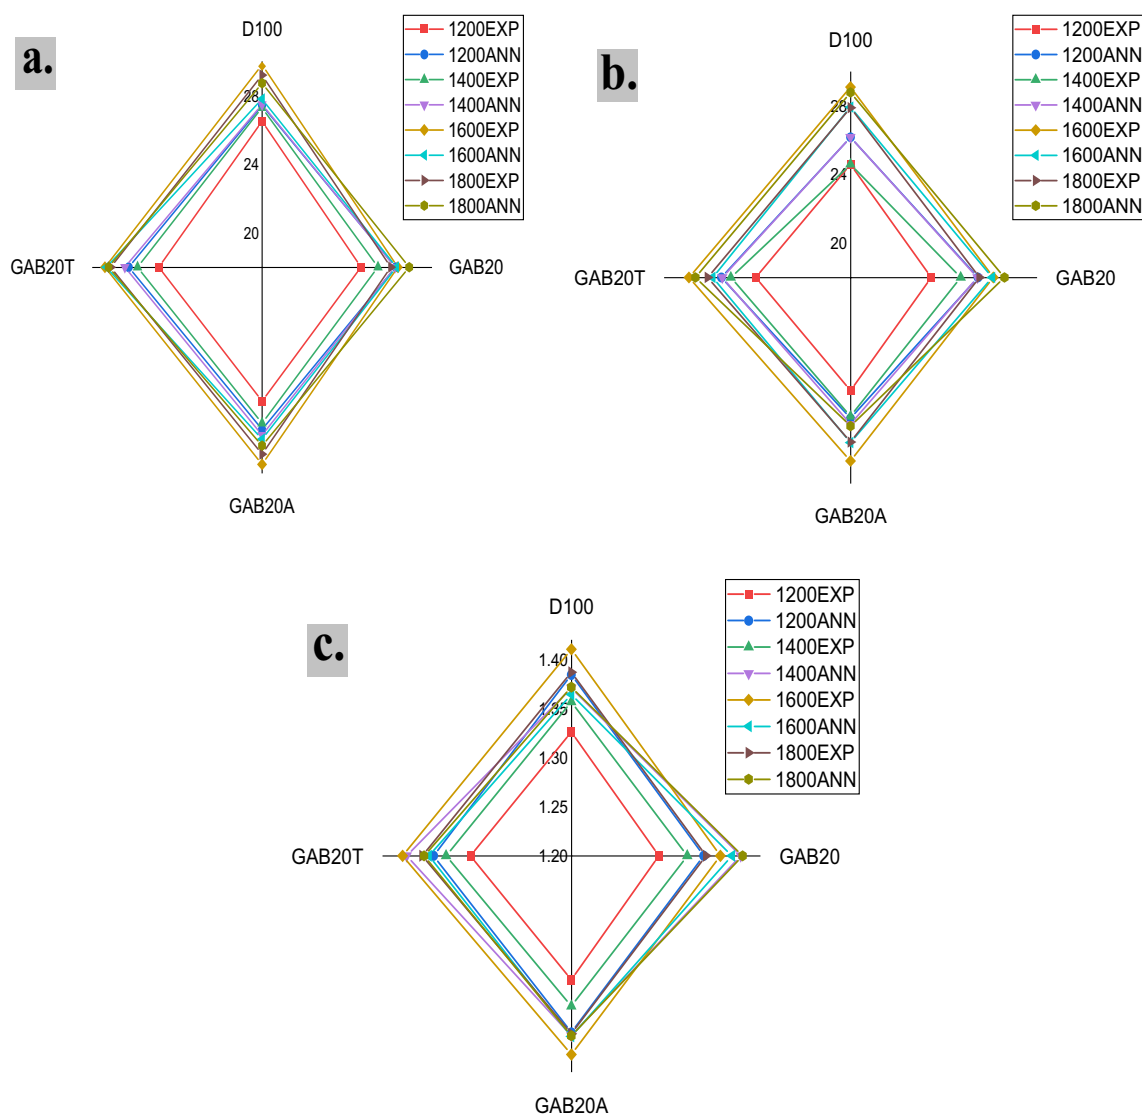 a.
D100
28
24
20
GAB20T
GAB20
GAB20A
1200EXP
1200ANN
1400EXP
1400ANN
1600EXP
1600ANN
1800EXP
1800ANN
b.
D100
28
24
20
GAB20T
GAB20
GAB20A
1200EXP
1200ANN
1400EXP
1400ANN
1600EXP
1600ANN
1800EXP
1800ANN
c.
D100
1.40
1.35
1.30
1.25
1.20
GAB20T
GAB20
GAB20A
1200EXP
1200ANN
1400EXP
1400ANN
1600EXP
1600ANN
1800EXP
1800ANN